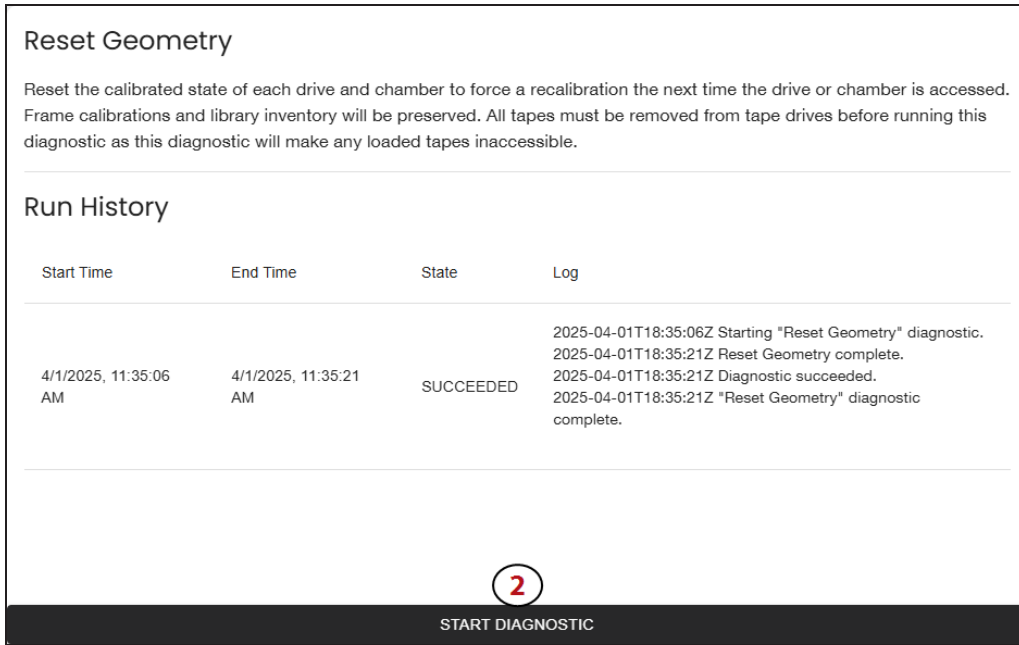 Reset Geometry
Reset the calibrated state of each drive and chamber to force a recalibration the next time the drive or chamber is accessed.
Frame calibrations and library inventory will be preserved. All tapes must be removed from tape drives before running this
diagnostic as this diagnostic will make any loaded tapes inaccessible.
Run History
Start Time End Time State Log
4/1/2025, 11:35:06
AM
4/1/2025, 11:35:21
AM
SUCCEEDED
2025-04-01T18:35:06Z Starting "Reset Geometry" diagnostic.
2025-04-01T18:35:21Z Reset Geometry complete.
2025-04-01T18:35:21Z Diagnostic succeeded.
2025-04-01T18:35:21Z "Reset Geometry" diagnostic
complete.
2
START DIAGNOSTIC